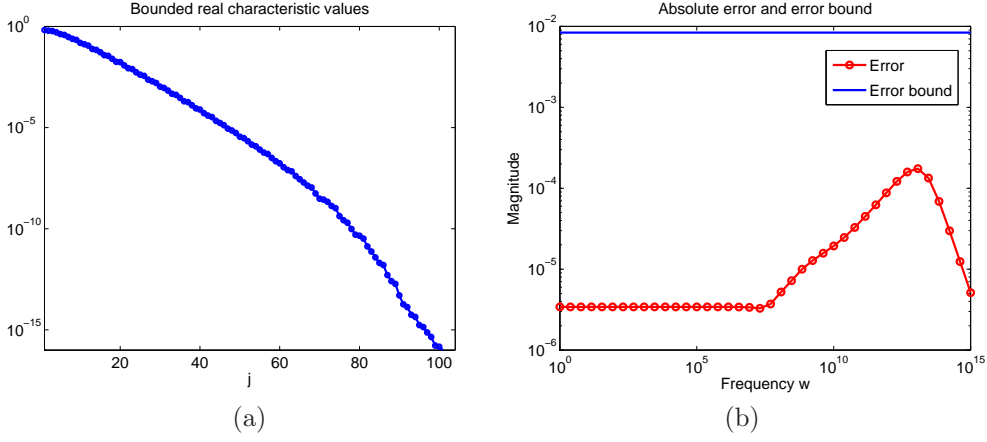 Bounded real characteristic values
10^0
10^-5
10^-10
10^-15
20
40
60
80
100
j
(a)
Absolute error and error bound
10^-2
10^-3
10^-4
10^-5
10^-6
Magnitude
Error
Error bound
10^0
10^5
10^10
10^15
Frequency w
(b)